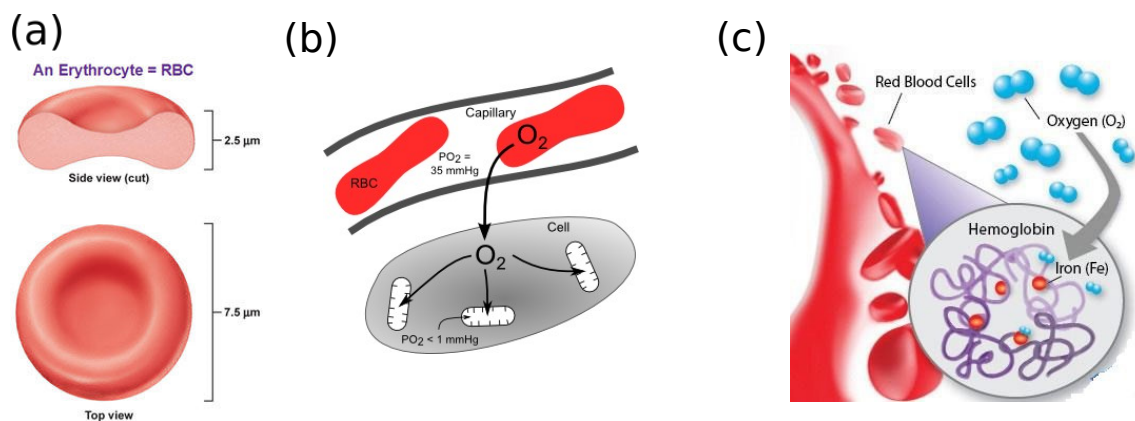 (a)
An Erythrocyte = RBC
2.5 µm
Side view (cut)
7.5 µm
Top view
(b)
Capillary
O2
PO2 =
35 mmHg
RBC
Cell
O2
PO2 < 1 mmHg
(c)
Red Blood Cells
Oxygen (O2)
Hemoglobin
Iron (Fe)